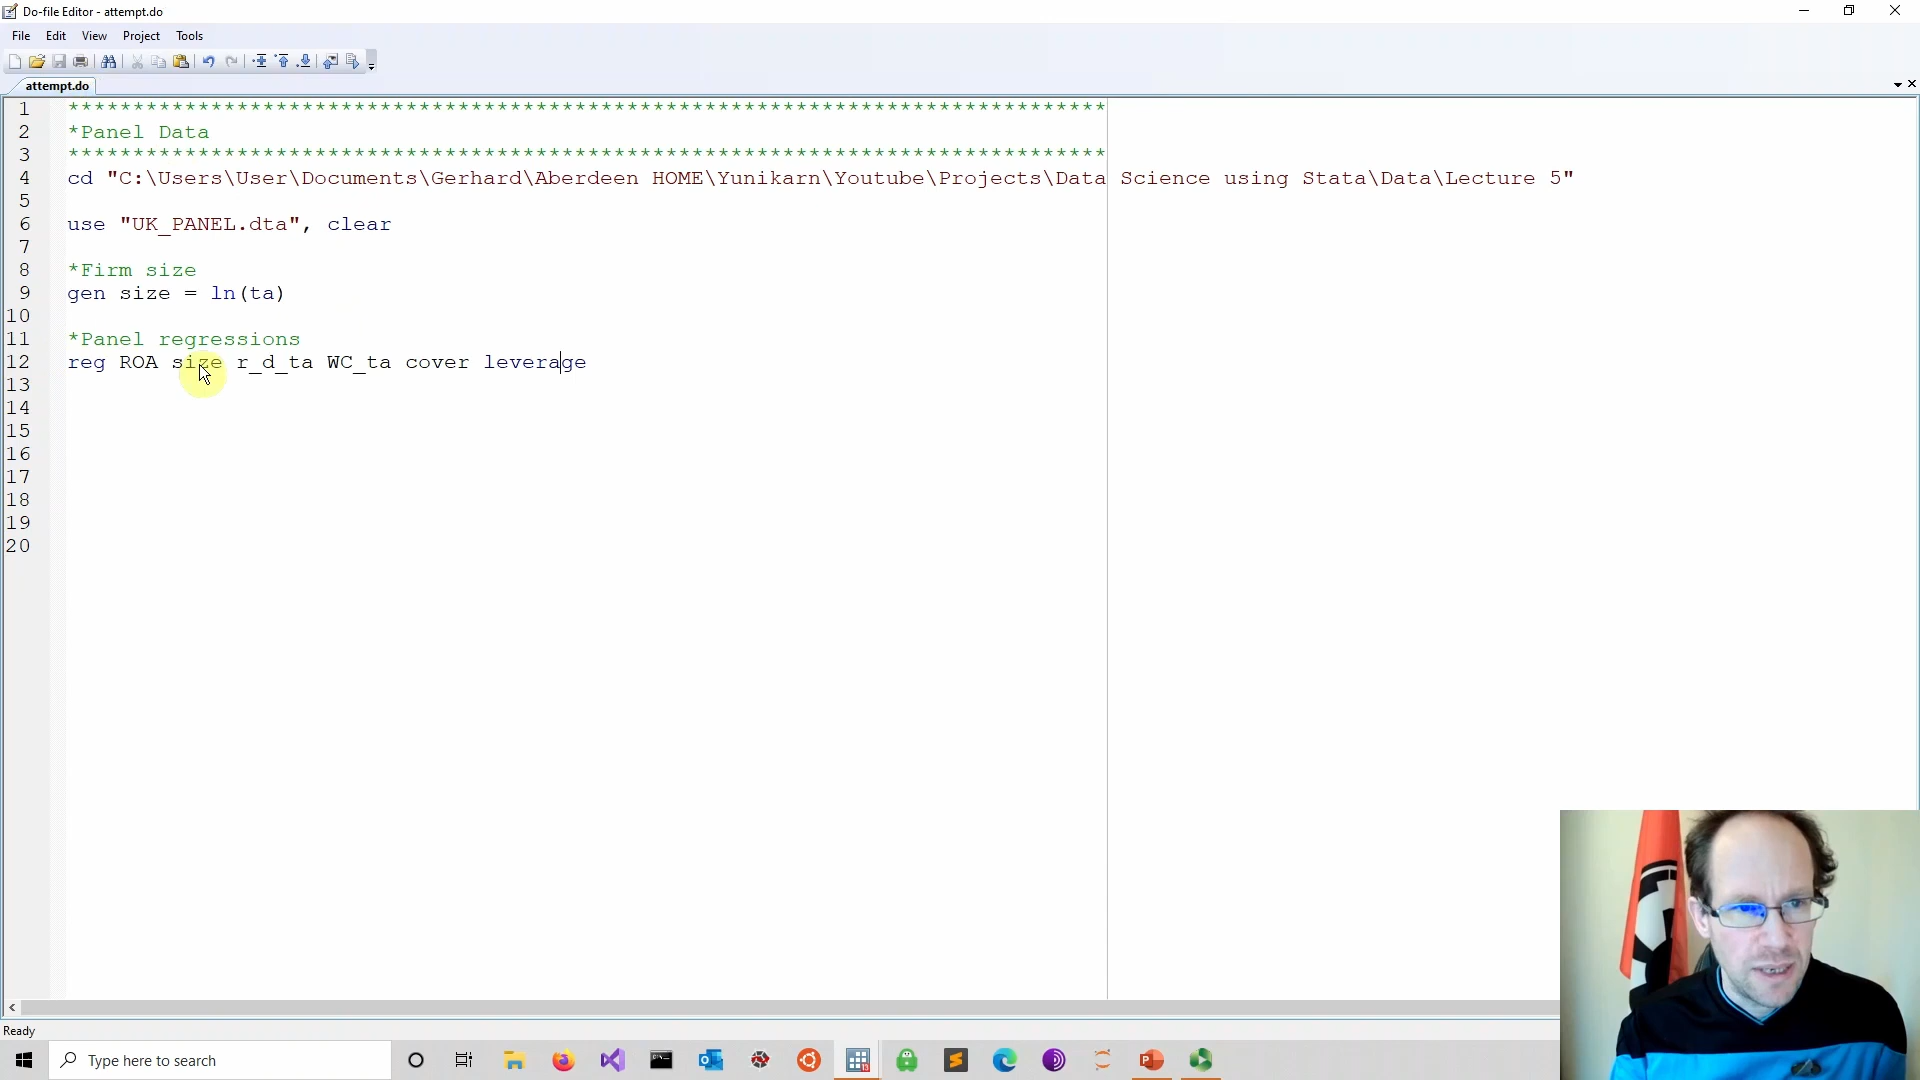 Do-file Editor - attempt.do
File Edit View Project Tools
attempt.do
1 ********************************************************************************
2 *Panel Data
3 ********************************************************************************
4 cd "C:\Users\User\Documents\Gerhard\Aberdeen HOME\Yunikarn\Youtube\Projects\Data Science using Stata\Data\Lecture 5"
5
6 use "UK_PANEL.dta", clear
7
8 *Firm size
9 gen size = ln(ta)
10
11 *Panel regressions
12 reg ROA size r_d_ta WC_ta cover leverage
13
14
15
16
17
18
19
20
Ready
Type here to search